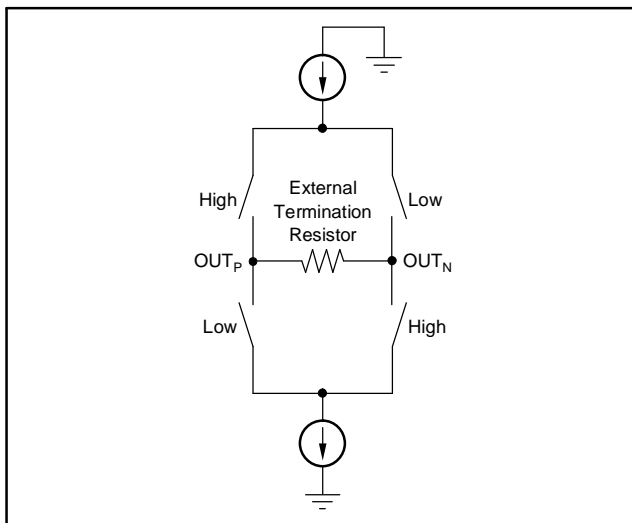 External
Termination
Resistor
High
Low
OUTP
OUTN
Low
High